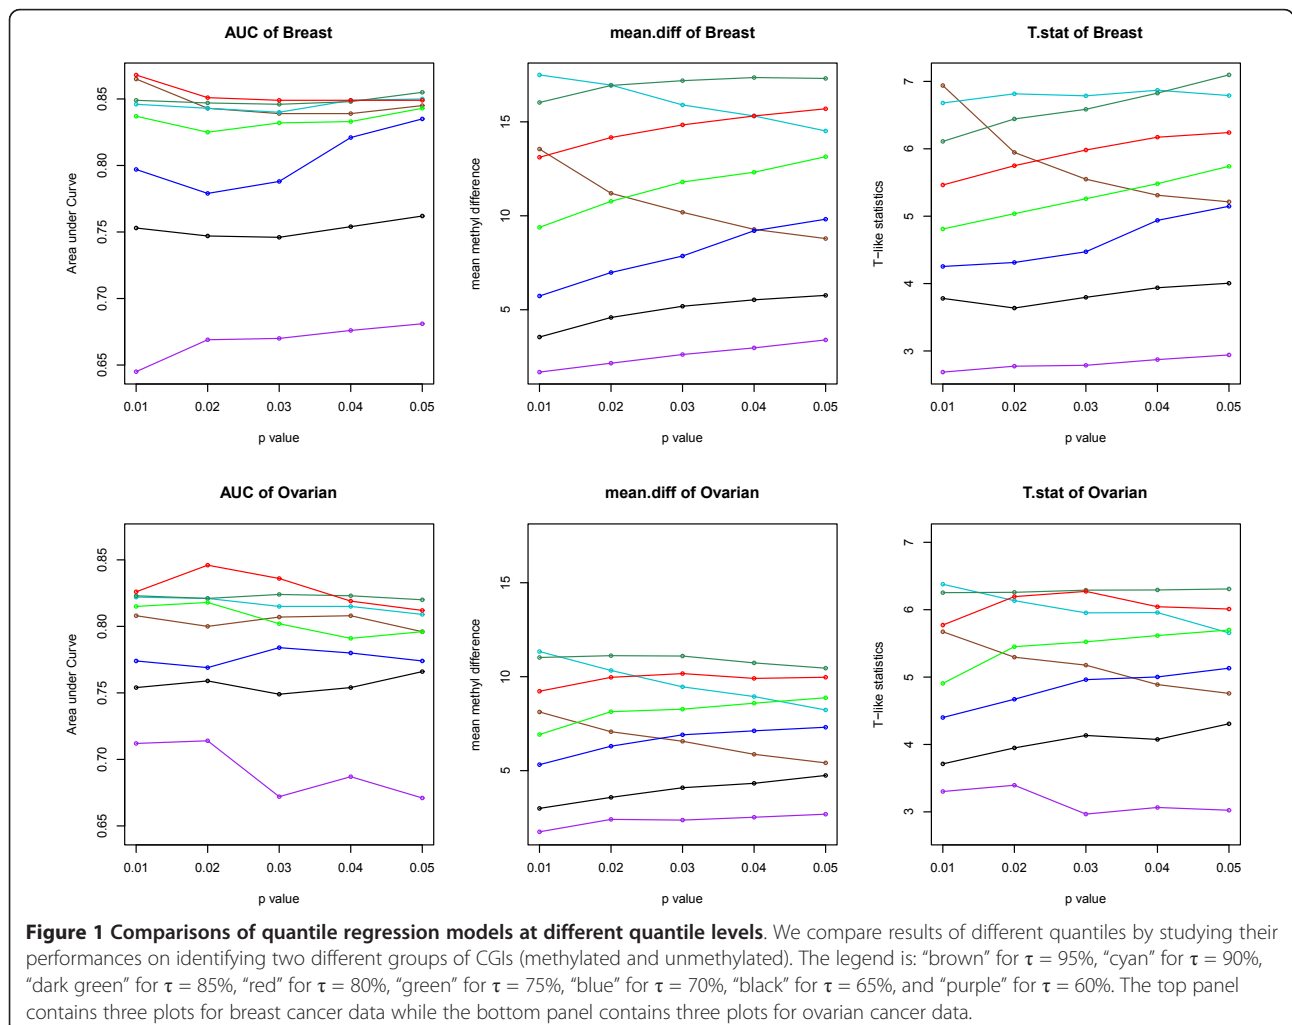 AUC of Breast
mean.diff of Breast
T.stat of Breast
Area under Curve
0.85
0.80
0.75
0.70
0.65
0.01 0.02 0.03 0.04 0.05
p value
mean methyl difference
15
10
5
0.01 0.02 0.03 0.04 0.05
p value
T−like statistics
7
6
5
4
3
0.01 0.02 0.03 0.04 0.05
p value
AUC of Ovarian
mean.diff of Ovarian
T.stat of Ovarian
Area under Curve
0.85
0.80
0.75
0.70
0.65
0.01 0.02 0.03 0.04 0.05
p value
mean methyl difference
15
10
5
0.01 0.02 0.03 0.04 0.05
p value
T−like statistics
7
6
5
4
3
0.01 0.02 0.03 0.04 0.05
p value
Figure 1 Comparisons of quantile regression models at different quantile levels. We compare results of different quantiles by studying their
performances on identifying two different groups of CGIs (methylated and unmethylated). The legend is: “brown” for τ = 95%, “cyan” for τ = 90%,
“dark green” for τ = 85%, “red” for τ = 80%, “green” for τ = 75%, “blue” for τ = 70%, “black” for τ = 65%, and “purple” for τ = 60%. The top panel
contains three plots for breast cancer data while the bottom panel contains three plots for ovarian cancer data.